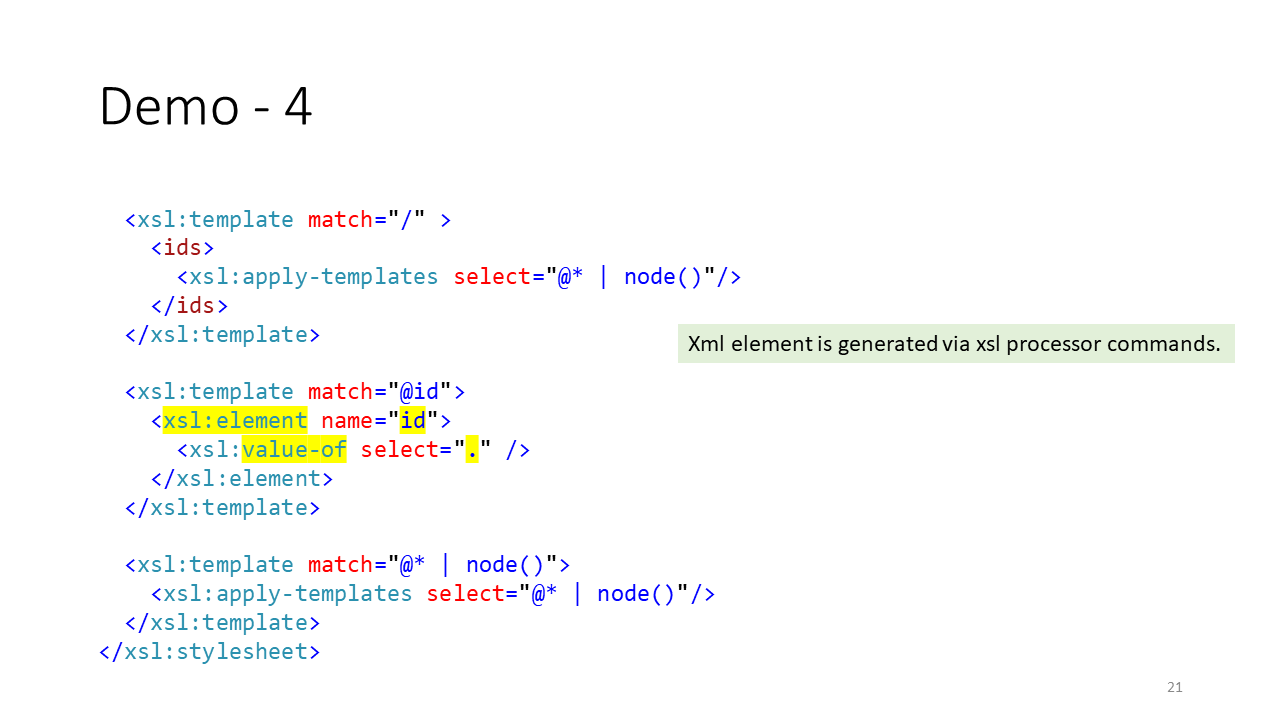 Demo - 4
<xsl:template match="/" >
<ids>
<xsl:apply-templates select="@* | node()"/>
</ids>
</xsl:template>
Xml element is generated via xsl processor commands.
<xsl:template match="@id">
<xsl:element name="id">
<xsl:value-of select="." />
</xsl:element>
</xsl:template>
<xsl:template match="@* | node()">
<xsl:apply-templates select="@* | node()"/>
</xsl:template>
</xsl:stylesheet>
21